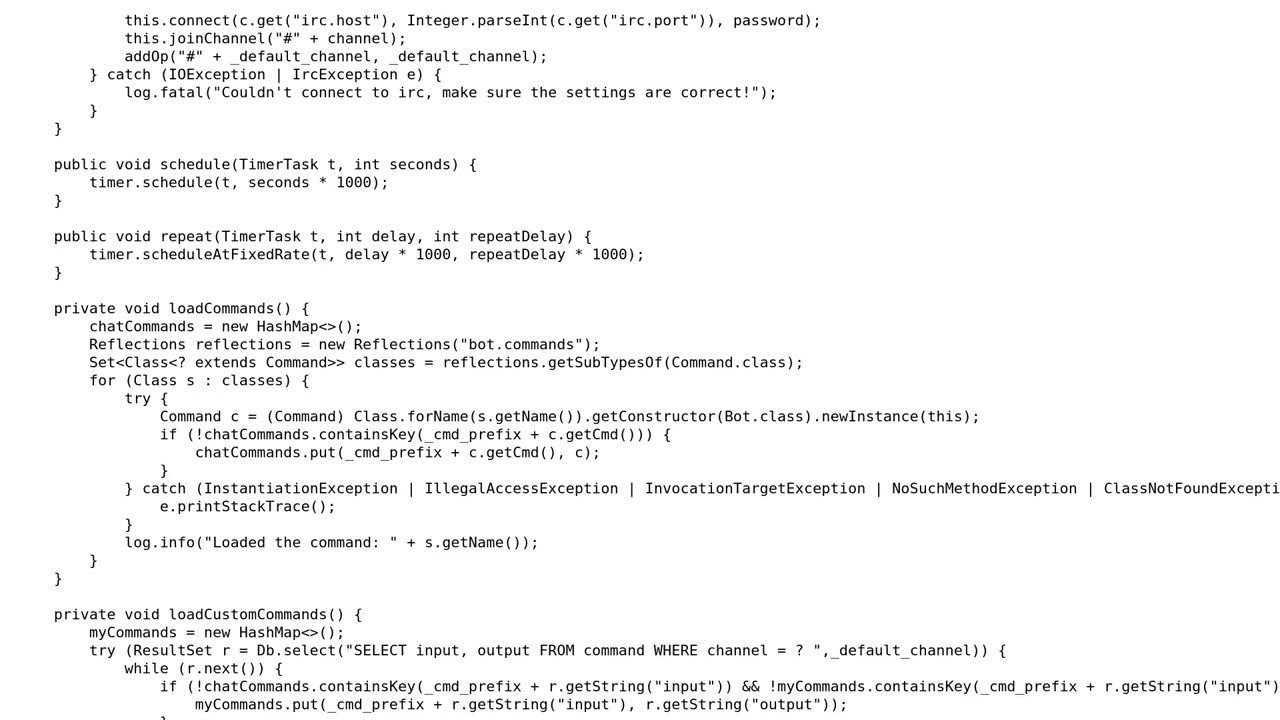 this.connect(c.get("irc.host"), Integer.parseInt(c.get("irc.port")), password);
this.joinChannel("#" + channel);
addOp("#" + _default_channel, _default_channel);
} catch (IOException | IrcException e) {
log.fatal("Couldn't connect to irc, make sure the settings are correct!");
}
}
public void schedule(TimerTask t, int seconds) {
timer.schedule(t, seconds * 1000);
}
public void repeat(TimerTask t, int delay, int repeatDelay) {
timer.scheduleAtFixedRate(t, delay * 1000, repeatDelay * 1000);
}
private void loadCommands() {
chatCommands = new HashMap<>();
Reflections reflections = new Reflections("bot.commands");
Set<Class<? extends Command>> classes = reflections.getSubTypesOf(Command.class);
for (Class s : classes) {
try {
Command c = (Command) Class.forName(s.getName()).getConstructor(Bot.class).newInstance(this);
if (!chatCommands.containsKey(_cmd_prefix + c.getCmd())) {
chatCommands.put(_cmd_prefix + c.getCmd(), c);
}
} catch (InstantiationException | IllegalAccessException | InvocationTargetException | NoSuchMethodException | ClassNotFoundExcepti
e.printStackTrace();
}
log.info("Loaded the command: " + s.getName());
}
}
private void loadCustomCommands() {
myCommands = new HashMap<>();
try (ResultSet r = Db.select("SELECT input, output FROM command WHERE channel = ? ",_default_channel)) {
while (r.next()) {
if (!chatCommands.containsKey(_cmd_prefix + r.getString("input")) && !myCommands.containsKey(_cmd_prefix + r.getString("input")
myCommands.put(_cmd_prefix + r.getString("input"), r.getString("output"));
}